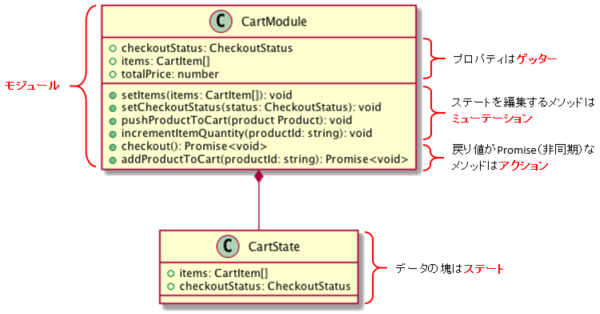 C CartModule
checkoutStatus: CheckoutStatus
items: CartItem[]
totalPrice: number
setItems(items: CartItem[]): void
setCheckoutStatus(status: CheckoutStatus): void
pushProductToCart(product Product): void
incrementItemQuantity(productId: string): void
checkout(): Promise<void>
addProductToCart(productId: string): Promise<void>
モジュール
プロパティはゲッター
ステートを編集するメソッドは
ミューテーション
戻り値がPromise(非同期)な
メソッドはアクション
C CartState
items: CartItem[]
checkoutStatus: CheckoutStatus
データの塊はステート